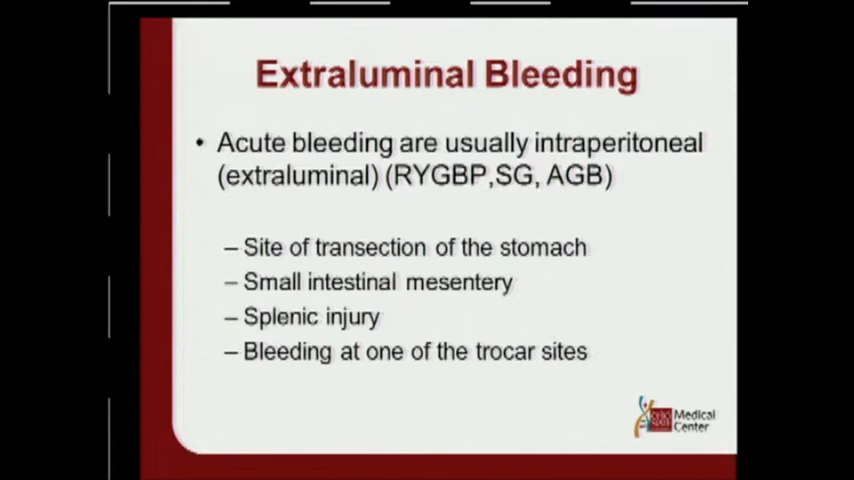 Extraluminal Bleeding
• Acute bleeding are usually intraperitoneal
(extraluminal) (RYGBP,SG, AGB)
– Site of transection of the stomach
– Small intestinal mesentery
– Splenic injury
– Bleeding at one of the trocar sites
Medical
Center